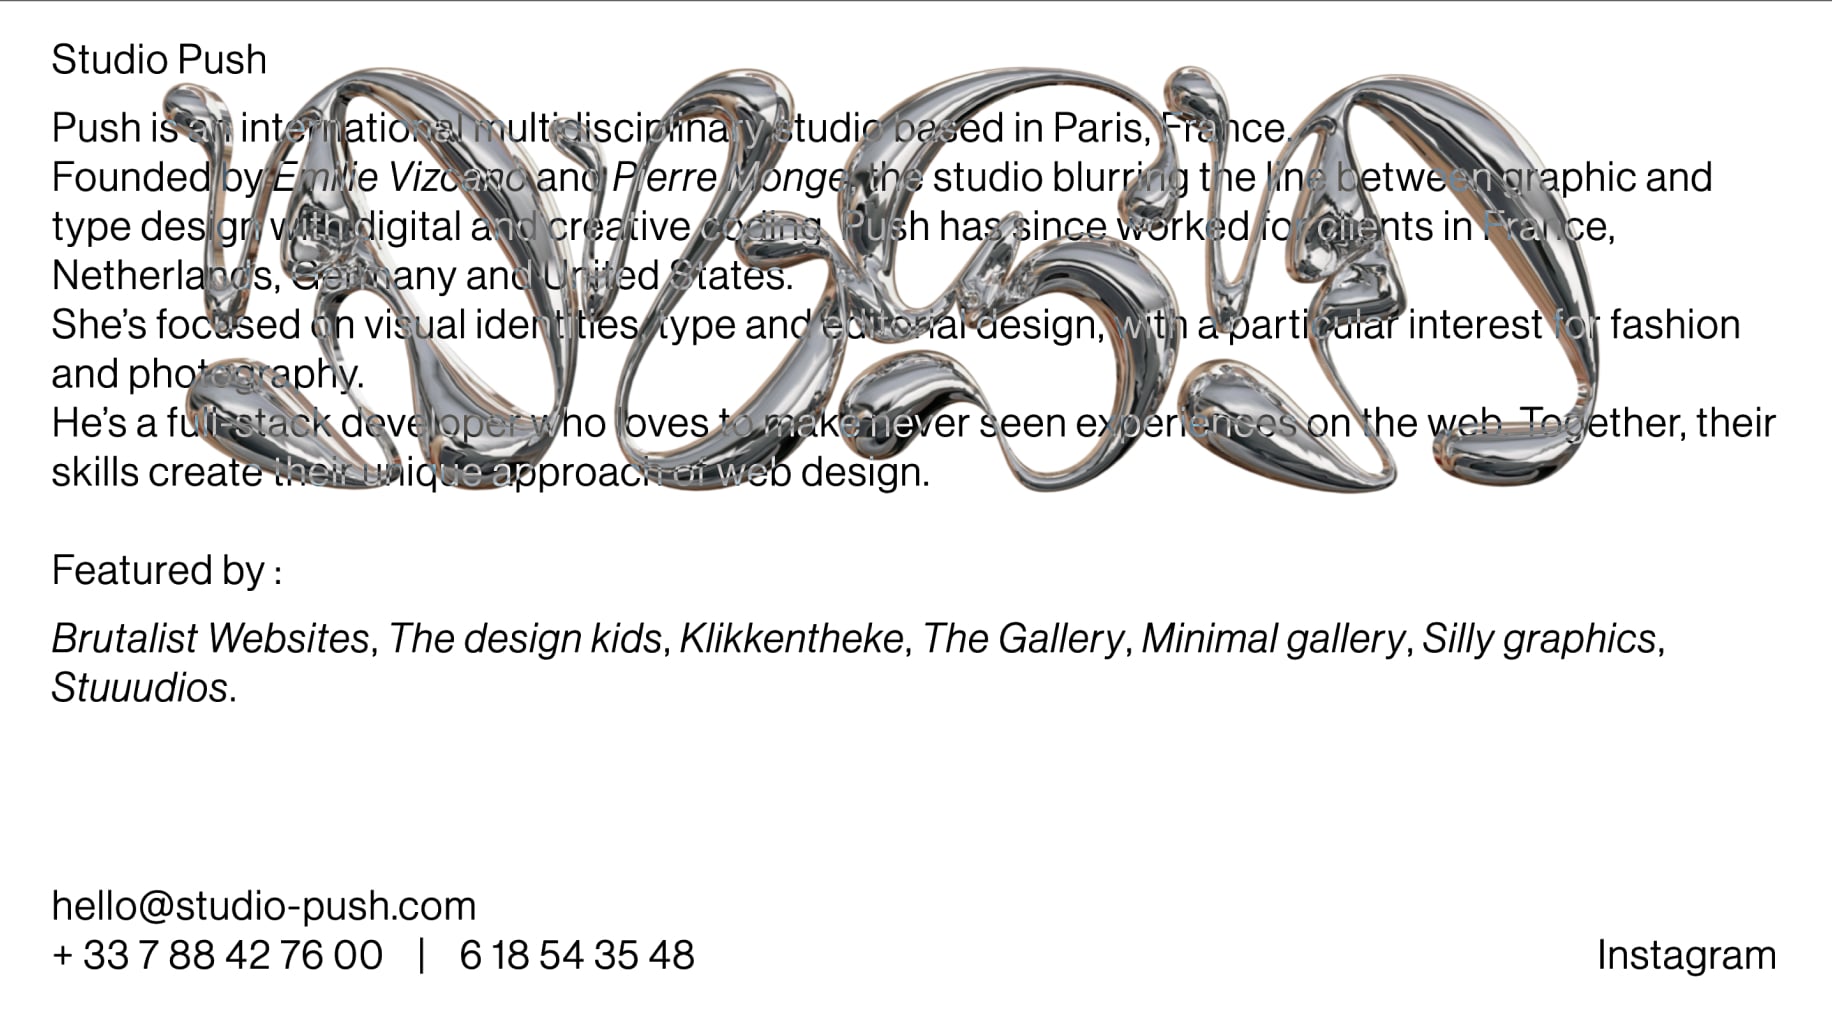 Studio Push
Push is an international multidisciplinary studio based in Paris, France.
Founded by Emilie Vizcano and Pierre Monge, the studio blurring the line between graphic and
type design with digital and creative coding. Push has since worked for clients in France,
Netherlands, Germany and United States.
She’s focused on visual identities, type and editorial design, with a particular interest for fashion
and photography.
He’s a full-stack developer who loves to make never seen experiences on the web. Together, their
skills create their unique approach of web design.
Featured by :
Brutalist Websites, The design kids, Klikkentheke, The Gallery, Minimal gallery, Silly graphics,
Stuuudios.
hello@studio-push.com
+ 33 7 88 42 76 00 | 6 18 54 35 48
Instagram